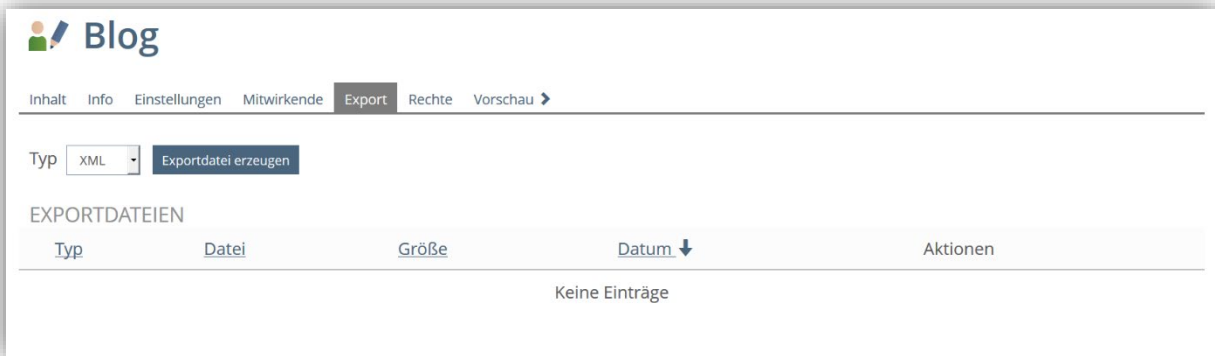 Blog
Inhalt Info Einstellungen Mitwirkende Export Rechte Vorschau
Typ XML Exportdatei erzeugen
EXPORTDATEIEN
Typ Datei Größe Datum Aktionen
Keine Einträge